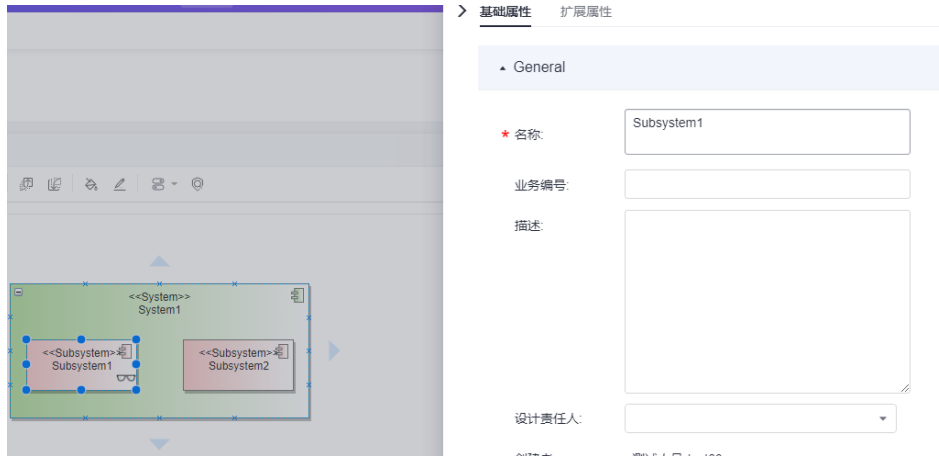 基础属性 扩展属性
General
* 名称: Subsystem1
业务编号:
描述:
<<System>>
System1
<<Subsystem>> <<Subsystem>>
Subsystem1 Subsystem2
设计责任人: